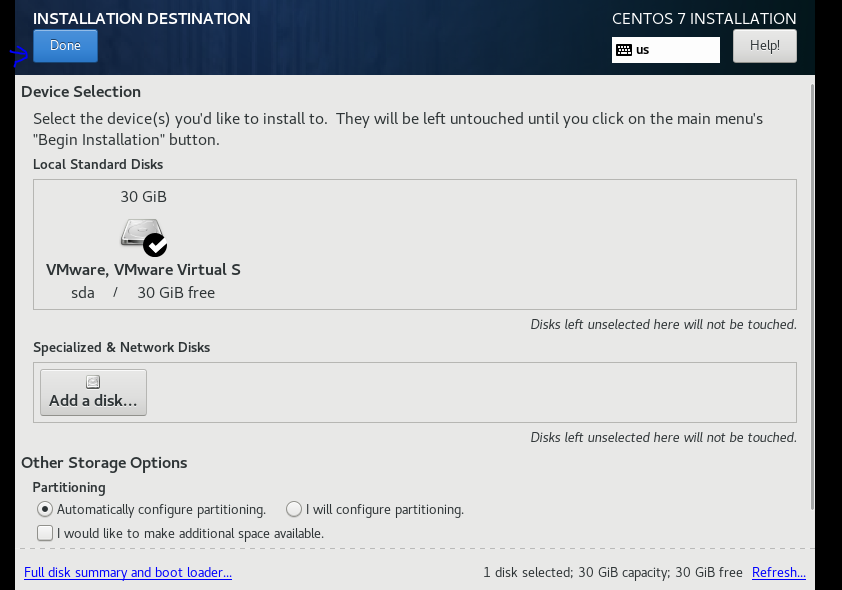 INSTALLATION DESTINATION
CENTOS 7 INSTALLATION
Done
us
Help!
Device Selection
Select the device(s) you'd like to install to.  They will be left untouched until you click on the main menu's
"Begin Installation" button.
Local Standard Disks
30 GiB
VMware, VMware Virtual S
sda / 30 GiB free
Disks left unselected here will not be touched.
Specialized & Network Disks
Add a disk...
Disks left unselected here will not be touched.
Other Storage Options
Partitioning
Automatically configure partitioning. I will configure partitioning.
I would like to make additional space available.
Full disk summary and boot loader... 1 disk selected; 30 GiB capacity; 30 GiB free Refresh...